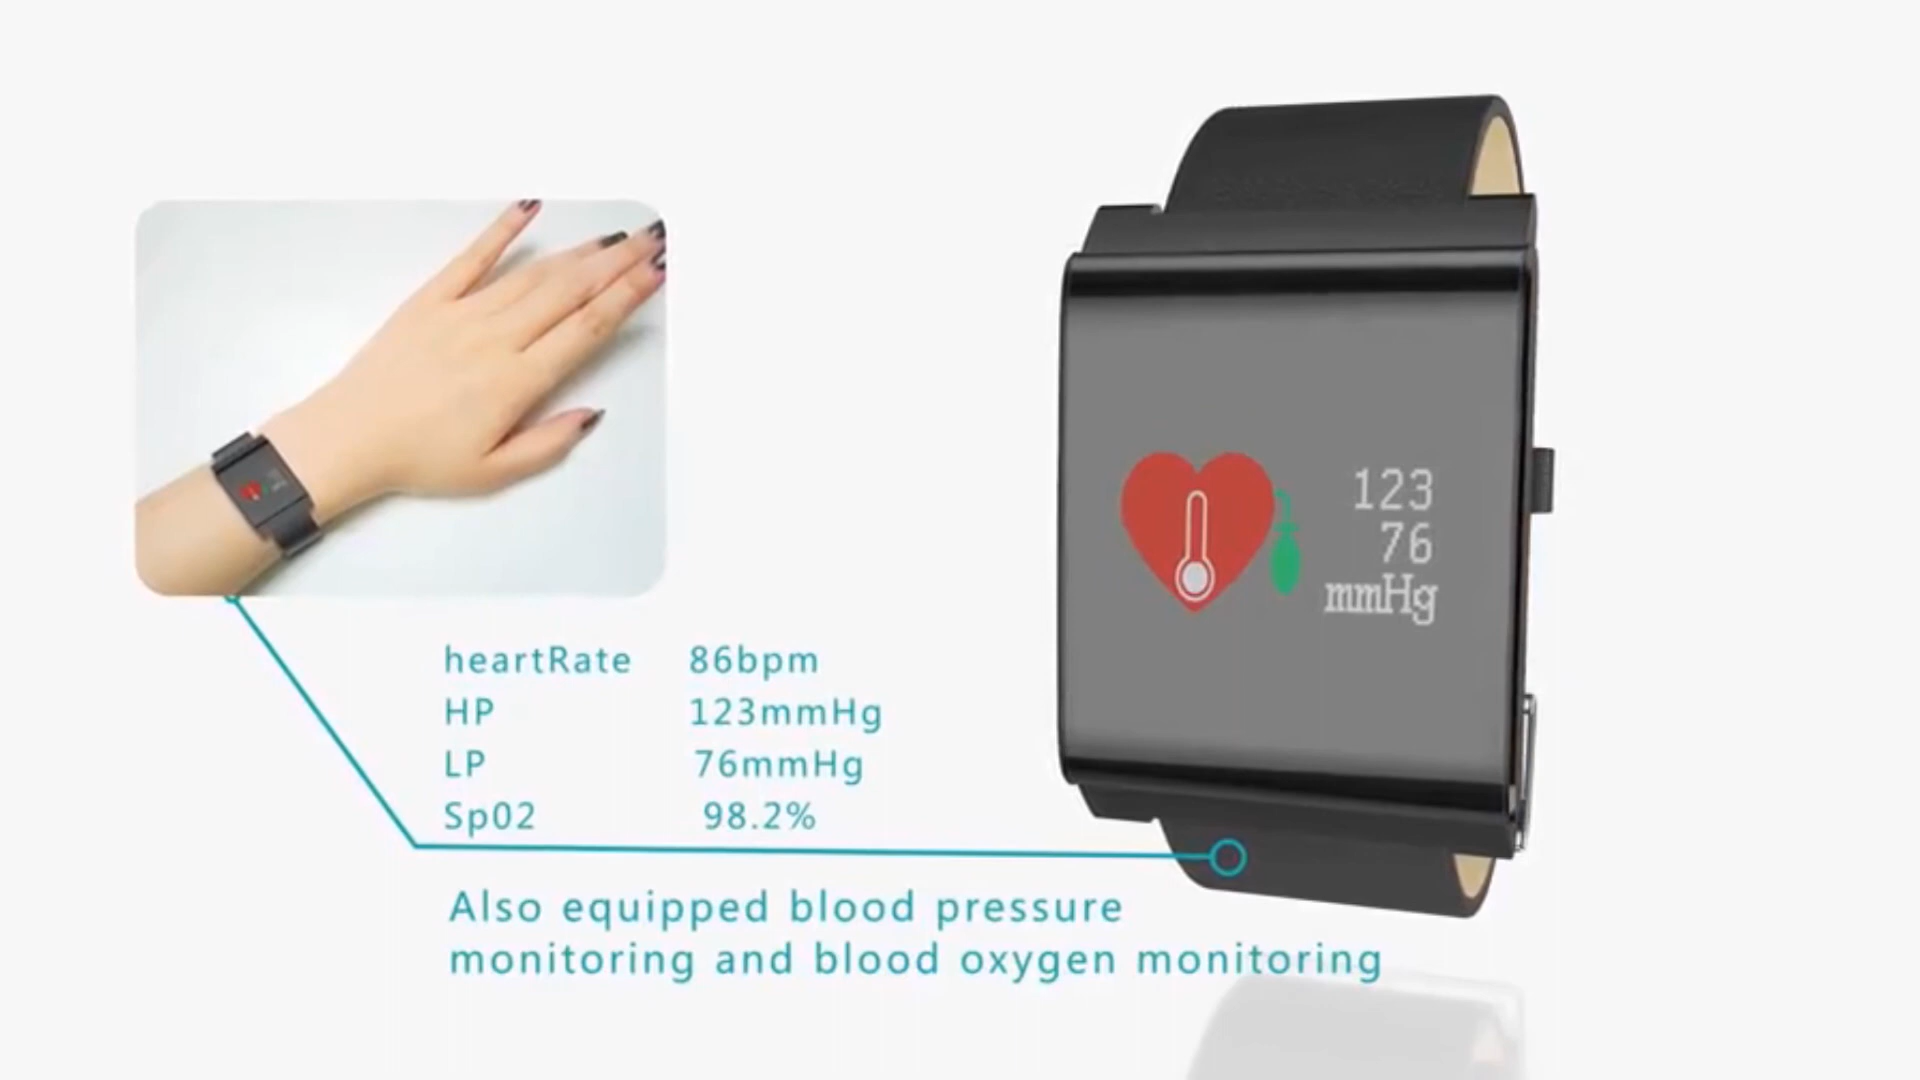 123
76
mmHg
heartRate 86bpm
HP 123mmHg
LP 76mmHg
Sp02 98.2%
Also equipped blood pressure
monitoring and blood oxygen monitoring